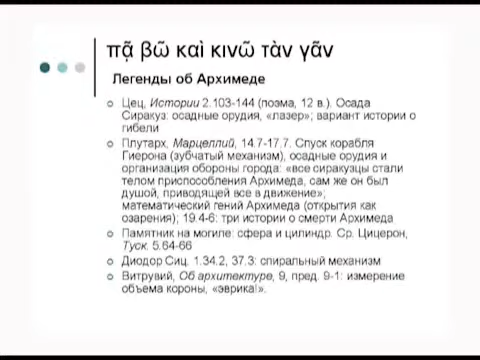 πᾷ βῶ καὶ κινῶ τὰν γᾶν
Легенды об Архимеде
Цец, Истории 2.103-144 (поэма, 12 в.). Осада
Сиракуз: осадные орудия, «лазер»; вариант истории о
гибели
Плутарх, Марцеллий, 14.7-17.7. Спуск корабля
Гиерона (зубчатый механизм), осадные орудия и
организация обороны города: «все сиракузцы стали
телом приспособления Архимеда, сам же он был
душой, приводящей все в движение»;
математический гений Архимеда (открытия как
озарения); 19.4-6: три истории о смерти Архимеда
Памятник на могиле: сфера и цилиндр. Ср. Цицерон,
Туск. 5.64-66
Диодор Сиц. 1.34.2, 37.3: спиральный механизм
Витрувий, Об архитектуре, 9, пред. 9-1: измерение
объема короны, «эврика!».